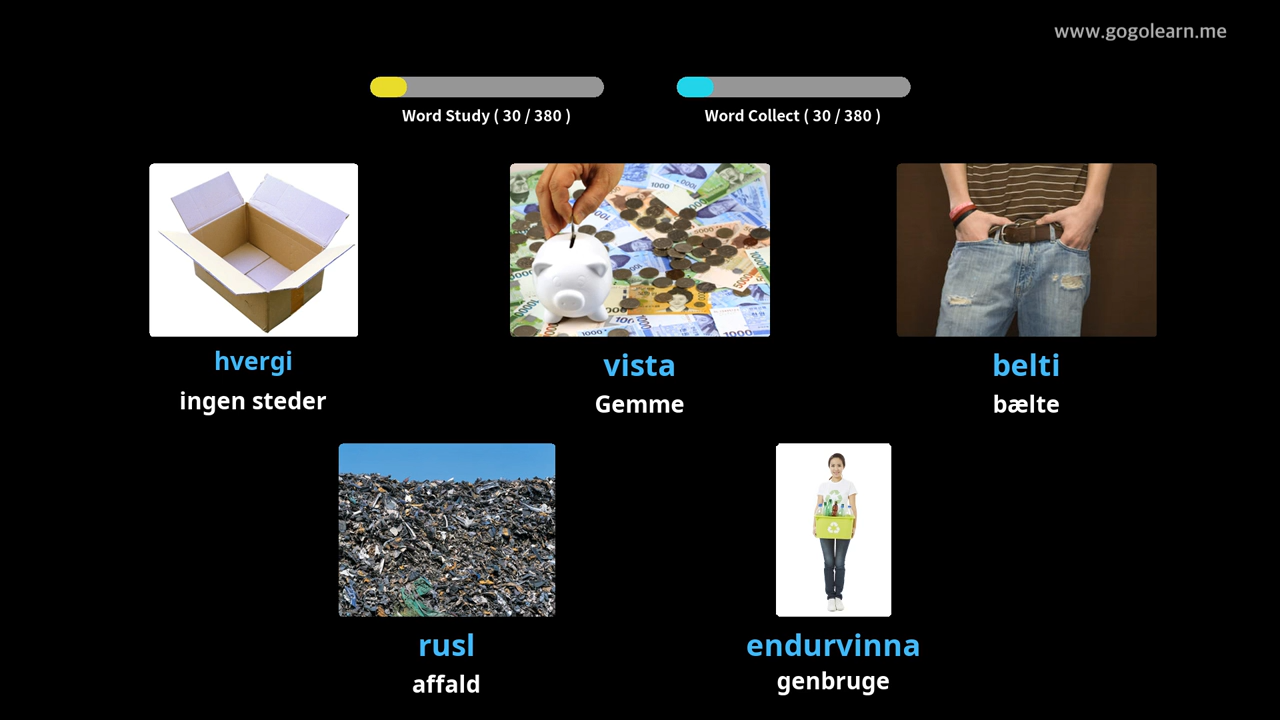 www.gogolearn.me
Word Study ( 30 / 380 )
Word Collect ( 30 / 380 )
hvergi
ingen steder
vista
Gemme
belti
bælte
rusl
affald
endurvinna
genbruge